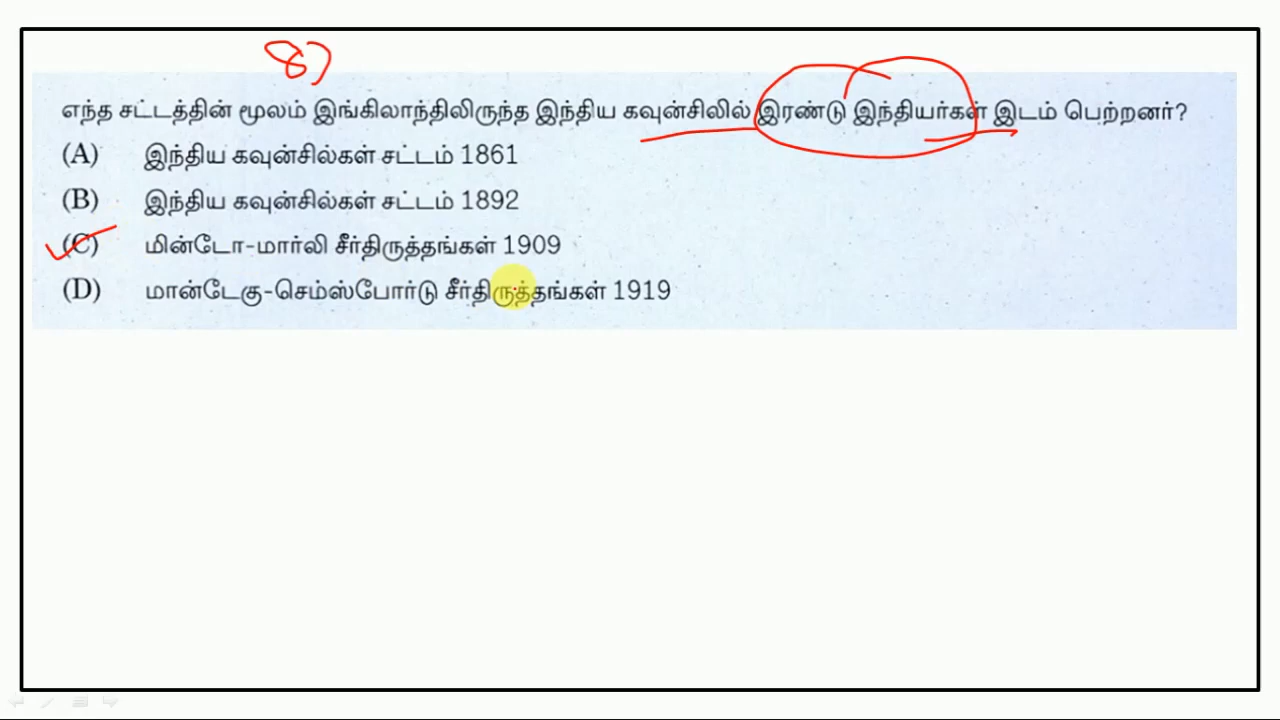 8)
எந்த சட்டத்தின் மூலம் இங்கிலாந்திலிருந்த இந்திய கவுன்சிலில் இரண்டு இந்தியர்கள் இடம் பெற்றனர்?
(A) இந்திய கவுன்சில்கள் சட்டம் 1861
(B) இந்திய கவுன்சில்கள் சட்டம் 1892
(C) மின்டோ-மார்லி சீர்திருத்தங்கள் 1909
(D) மான்டேகு-செம்ஸ்போர்டு சீர்திருத்தங்கள் 1919